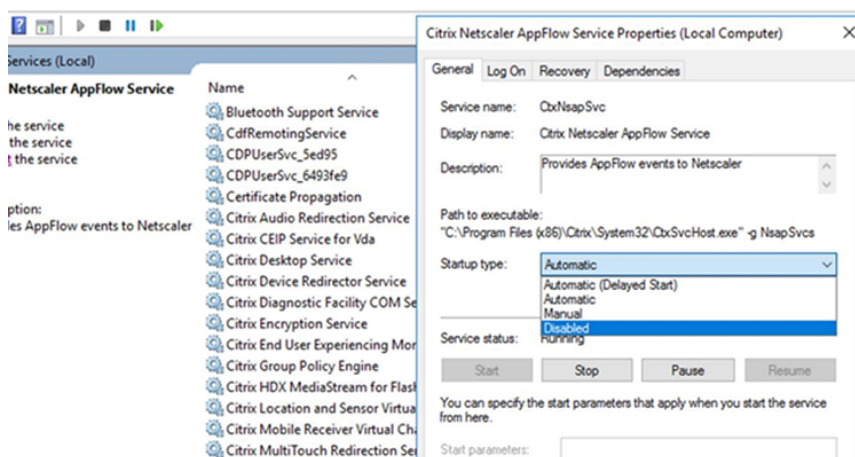 Services (Local)
Netscaler AppFlow Service
he service
the service
the service
ption:
les AppFlow events to Netscaler
Name
Bluetooth Support Service
CdfRemotingService
CDPUserSvc_5ed95
CDPUserSvc_6493fe9
Certificate Propagation
Citrix Audio Redirection Service
Citrix CEIP Service for Vda
Citrix Desktop Service
Citrix Device Redirector Service
Citrix Diagnostic Facility COM Se
Citrix Encryption Service
Citrix End User Experiencing Mor
Citrix Group Policy Engine
Citrix HDX MediaStream for Flash
Citrix Location and Sensor Virtua
Citrix Mobile Receiver Virtual Cha
Citrix MultiTouch Redirection Ser
Citrix Netscaler AppFlow Service Properties (Local Computer)
General Log On Recovery Dependencies
Service name: CtxNsapSvc
Display name: Citrix Netscaler AppFlow Service
Description: Provides AppFlow events to Netscaler
Path to executable:
"C:\Program Files (x86)\Citrix\System32\CtxSvcHost.exe" -g NsapSvcs
Startup type: Automatic
Automatic (Delayed Start)
Automatic
Manual
Disabled
Service status: Running
Start Stop Pause Resume
You can specify the start parameters that apply when you start the service
from here.
Start parameters: